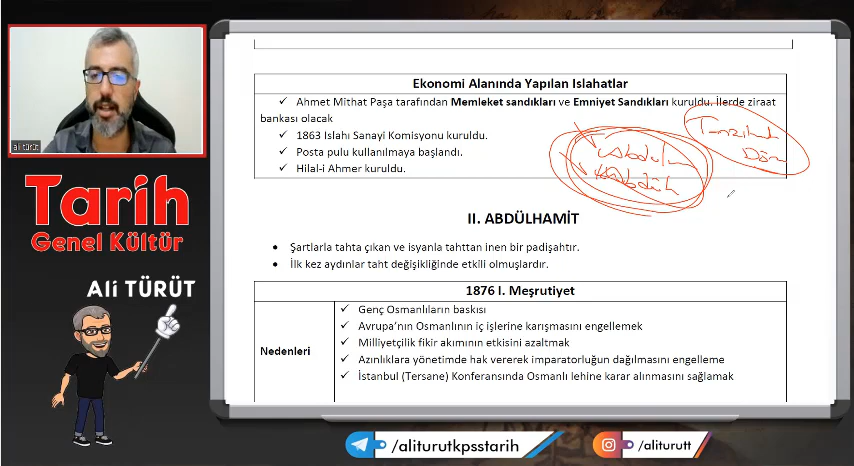 ali türüt
Tarih
Genel Kültür
Ali TÜRÜT
Ekonomi Alanında Yapılan Islahatlar
✓ Ahmet Mithat Paşa tarafından Memleket sandıkları ve Emniyet Sandıkları kuruldu. İlerde ziraat
bankası olacak
✓ 1863 Islahı Sanayi Komisyonu kuruldu.
✓ Posta pulu kullanılmaya başlandı.
✓ Hilal-i Ahmer kuruldu.
II. ABDÜLHAMİT
• Şartlarla tahta çıkan ve isyanla tahttan inen bir padişahtır.
• İlk kez aydınlar taht değişikliğinde etkili olmuşlardır.
1876 I. Meşrutiyet
Nedenleri
✓ Genç Osmanlıların baskısı
✓ Avrupa'nın Osmanlının iç işlerine karışmasını engellemek
✓ Milliyetçilik fikir akımının etkisini azaltmak
✓ Azınlıklara yönetimde hak vererek imparatorluğun dağılmasını engelleme
✓ İstanbul (Tersane) Konferansında Osmanlı lehine karar alınmasını sağlamak
/aliturutkpsstarih
/aliturutt